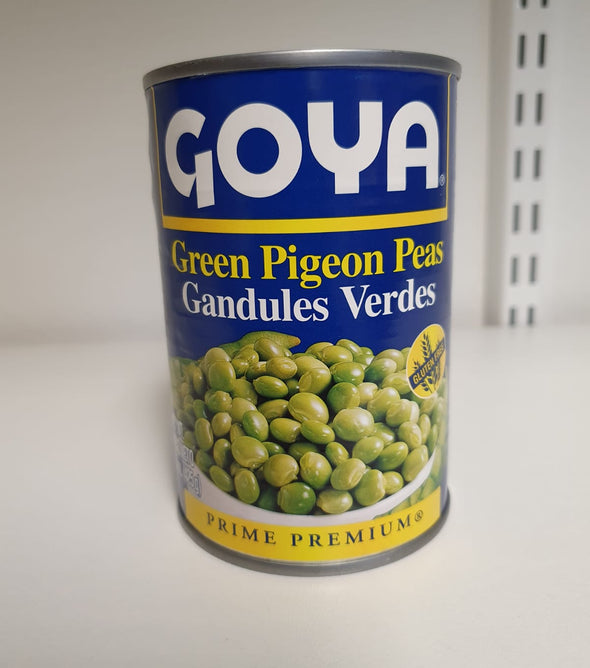 GOYA®
Green Pigeon Peas
Gandules Verdes
GLUTEN FREE
PRIME PREMIUM®